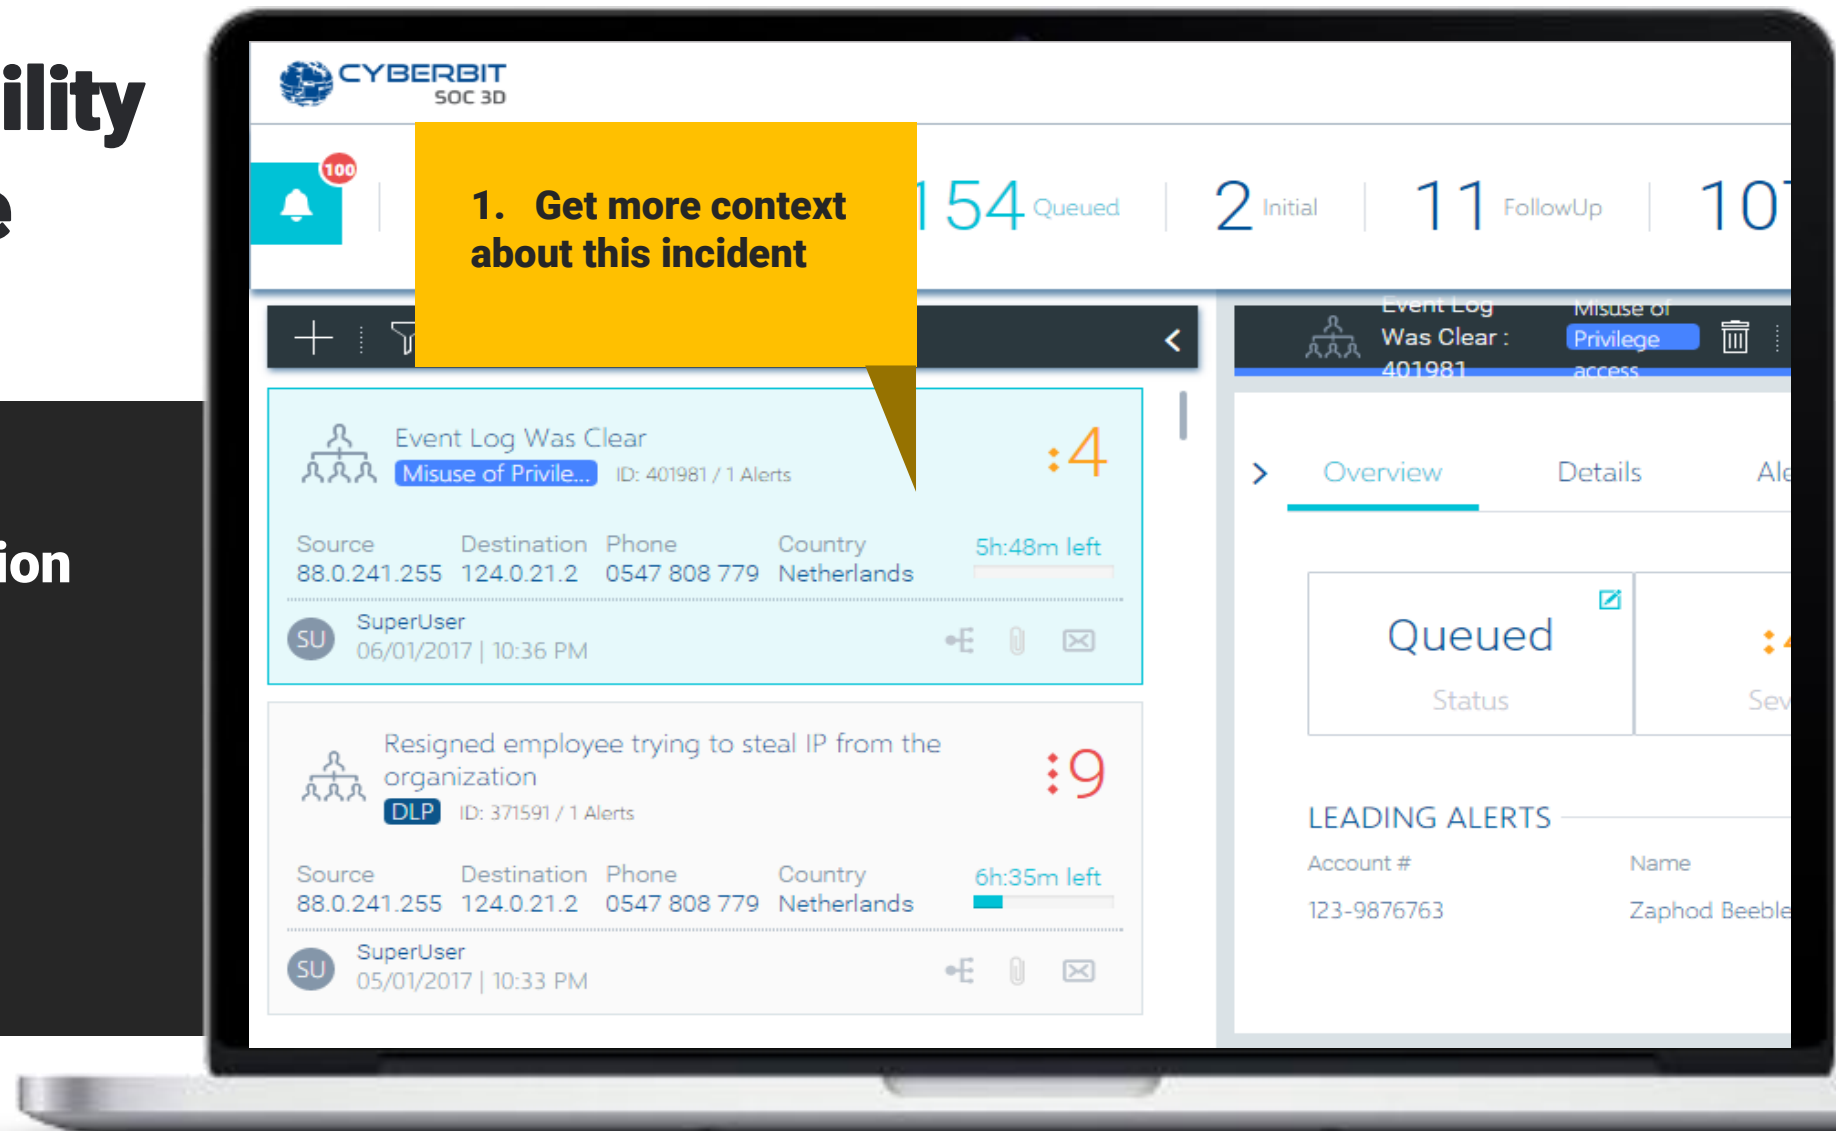 ility
e
ion
CYBERBIT
SOC 3D
100
1. Get more context
about this incident
154 Queued
2 Initial
11 FollowUp
107
Event Log
Was Clear :
401981
Misuse of
Privilege
access
Event Log Was Clear
Misuse of Privile... ID: 401981 / 1 Alerts
:4
Source Destination Phone Country
88.0.241.255 124.0.21.2 0547 808 779 Netherlands
5h:48m left
SU
SuperUser
06/01/2017 | 10:36 PM
Resigned employee trying to steal IP from the
organization
DLP ID: 371591 / 1 Alerts
9
Source Destination Phone Country
88.0.241.255 124.0.21.2 0547 808 779 Netherlands
6h:35m left
SU
SuperUser
05/01/2017 | 10:33 PM
Overview Details Ale
Queued
Status
:4
Sev
LEADING ALERTS
Account # Name
123-9876763 Zaphod Beeble